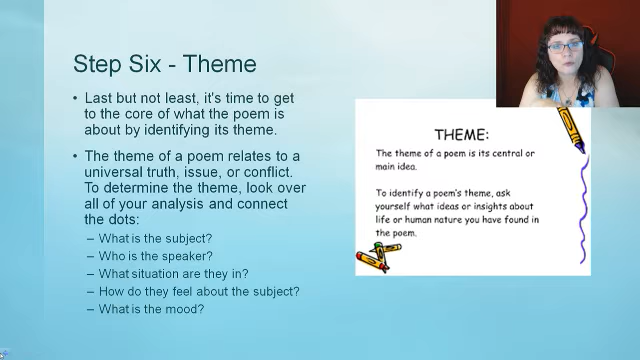 Step Six - Theme
• Last but not least, it's time to get
to the core of what the poem is
about by identifying its theme.
• The theme of a poem relates to a
universal truth, issue, or conflict.
To determine the theme, look over
all of your analysis and connect
the dots:
– What is the subject?
– Who is the speaker?
– What situation are they in?
– How do they feel about the subject?
– What is the mood?
THEME:
The theme of a poem is its central or
main idea.
To identify a poem's theme, ask
yourself what ideas or insights about
life or human nature you have found in
the poem.